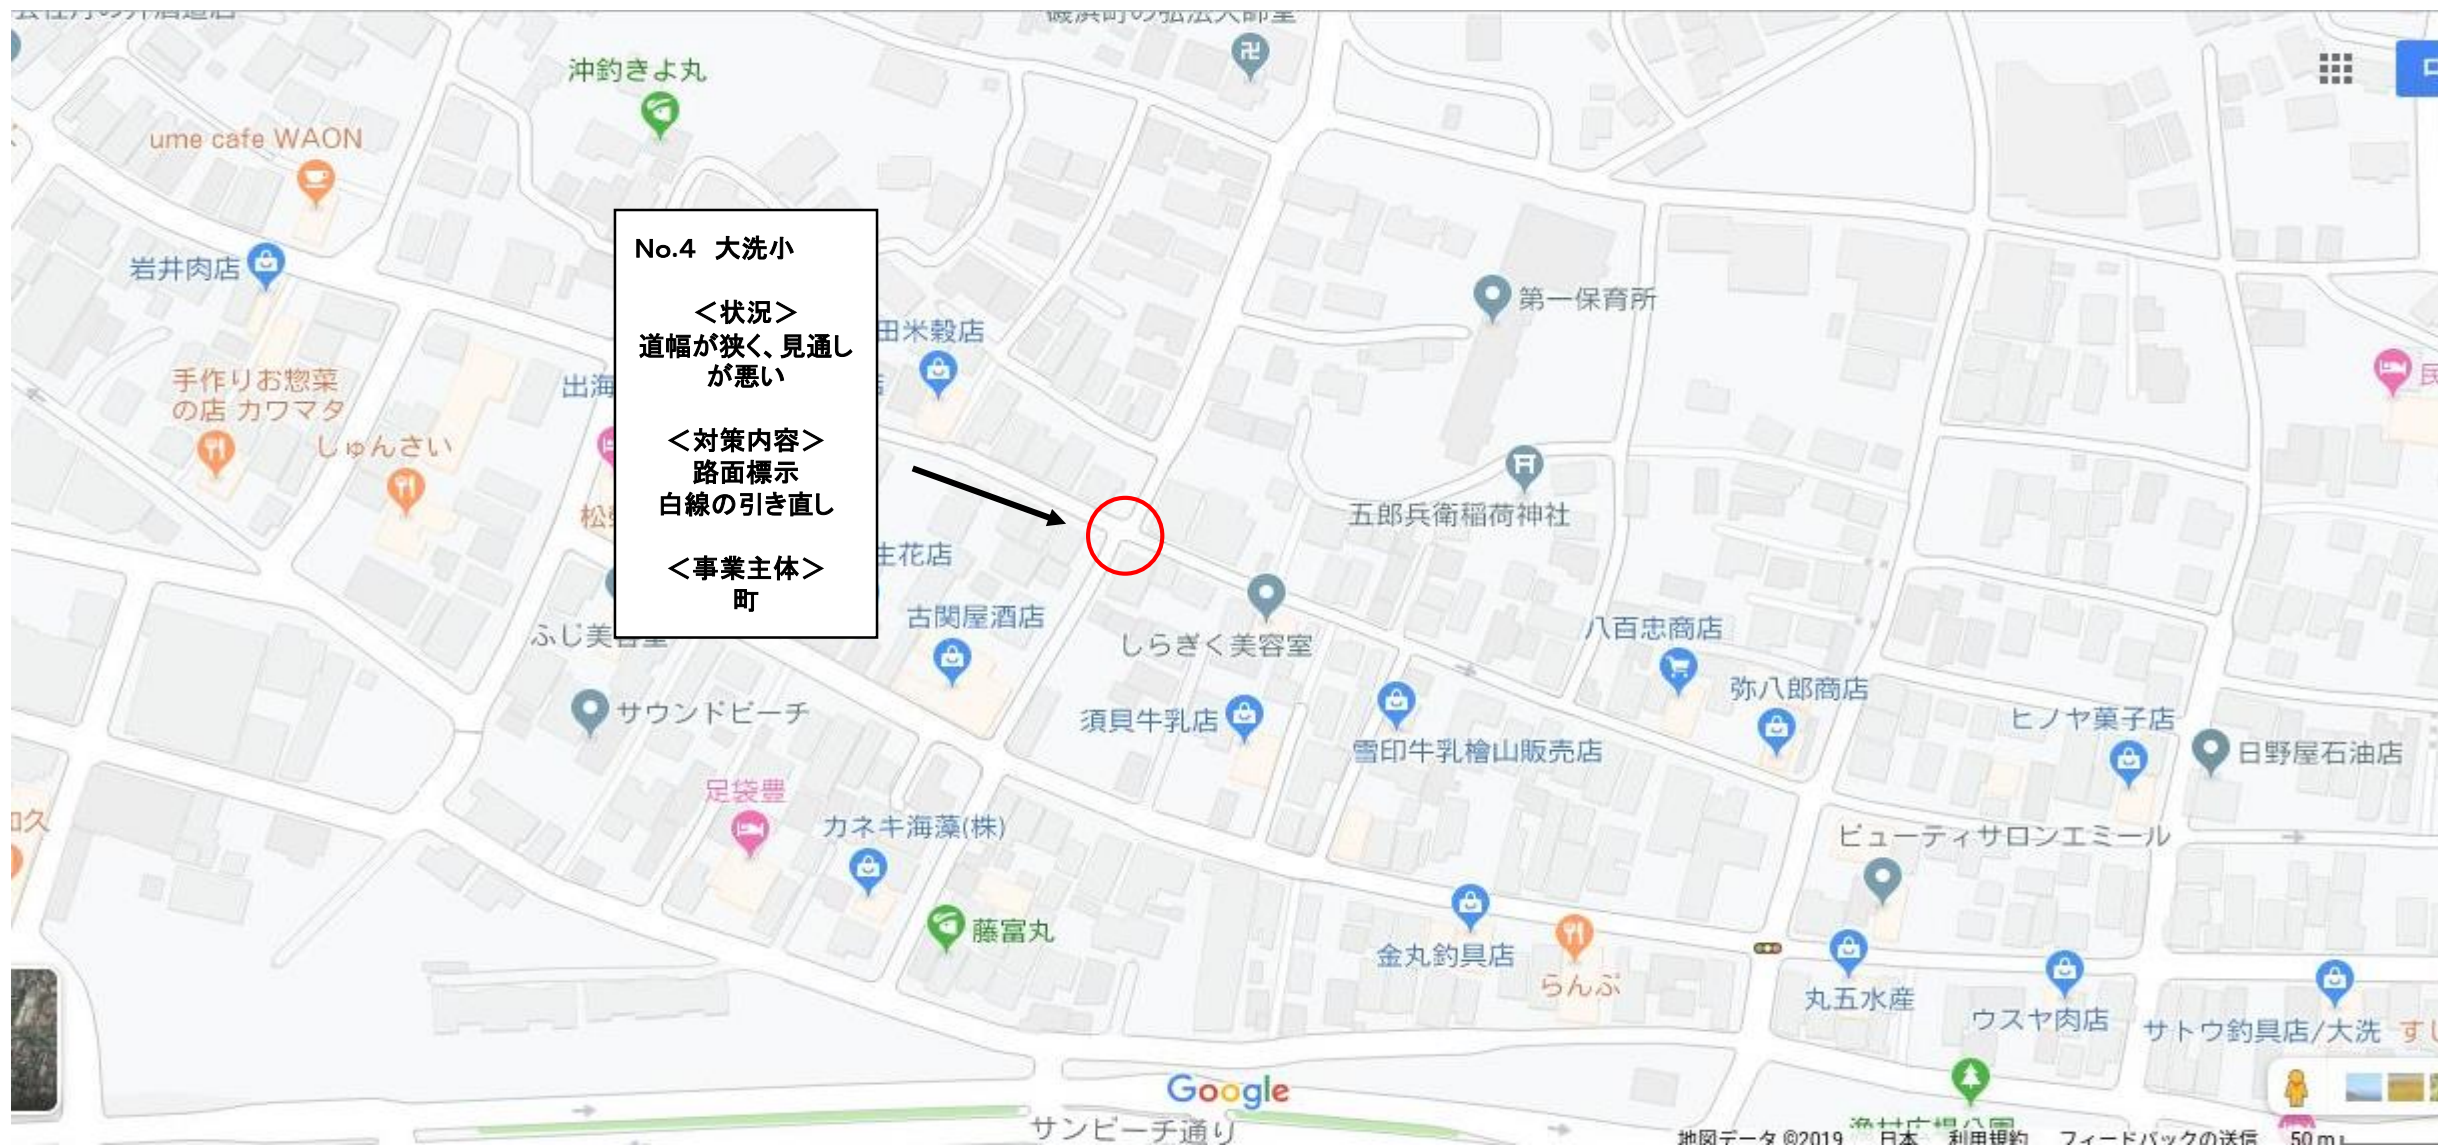 沖釣きよ丸
ume cafe WAON
岩井肉店
No.4 大洗小
＜状況＞
道幅が狭く、見通し
が悪い
＜対策内容＞
路面標示
白線の引き直し
＜事業主体＞
町
田米穀店
第一保育所
手作りお惣菜
の店 カワマタ
しゅんさい
出海
松
五郎兵衛稲荷神社
生花店
古関屋酒店
ふじ美容室
しらぎく美容室
八百忠商店
弥八郎商店
サウンドビーチ
須貝牛乳店
雪印牛乳檜山販売店
ヒノヤ菓子店
日野屋石油店
足袋豊
カネキ海藻(株)
ビューティサロンエミール
藤富丸
金丸釣具店
らんぷ
丸五水産
ウスヤ肉店
サトウ釣具店/大洗
Google
サンビーチ通り
地図データ ©2019 日本 利用規約 フィードバックの送信 50 m